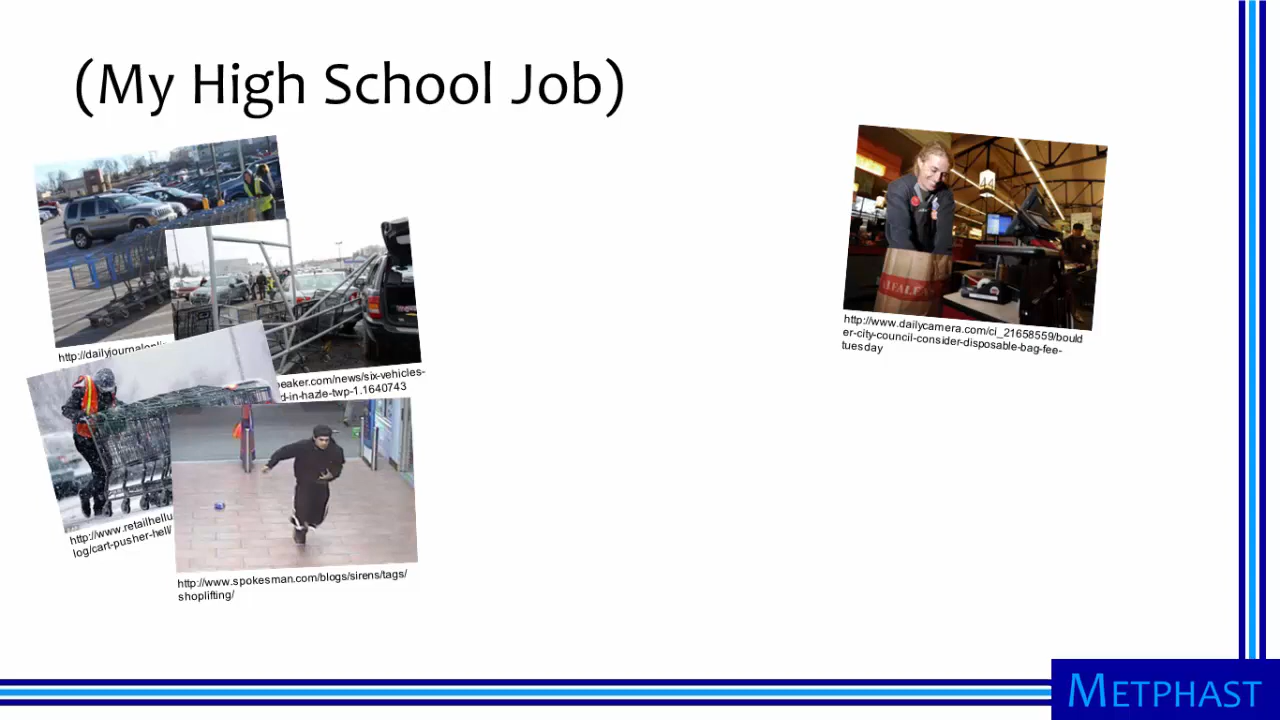 (My High School Job)
http://www.dailycamera.com/ci_21658559/bould
er-city-council-consider-disposable-bag-fee-
tuesday
ALFALFA
http://dailyjournalonli
eaker.com/news/six-vehicles-
d-in-hazle-twp-1.1640743
http://www.retailhellu
log/cart-pusher-hell/
http://www.spokesman.com/blogs/sirens/tags/
shoplifting/
METPHAST